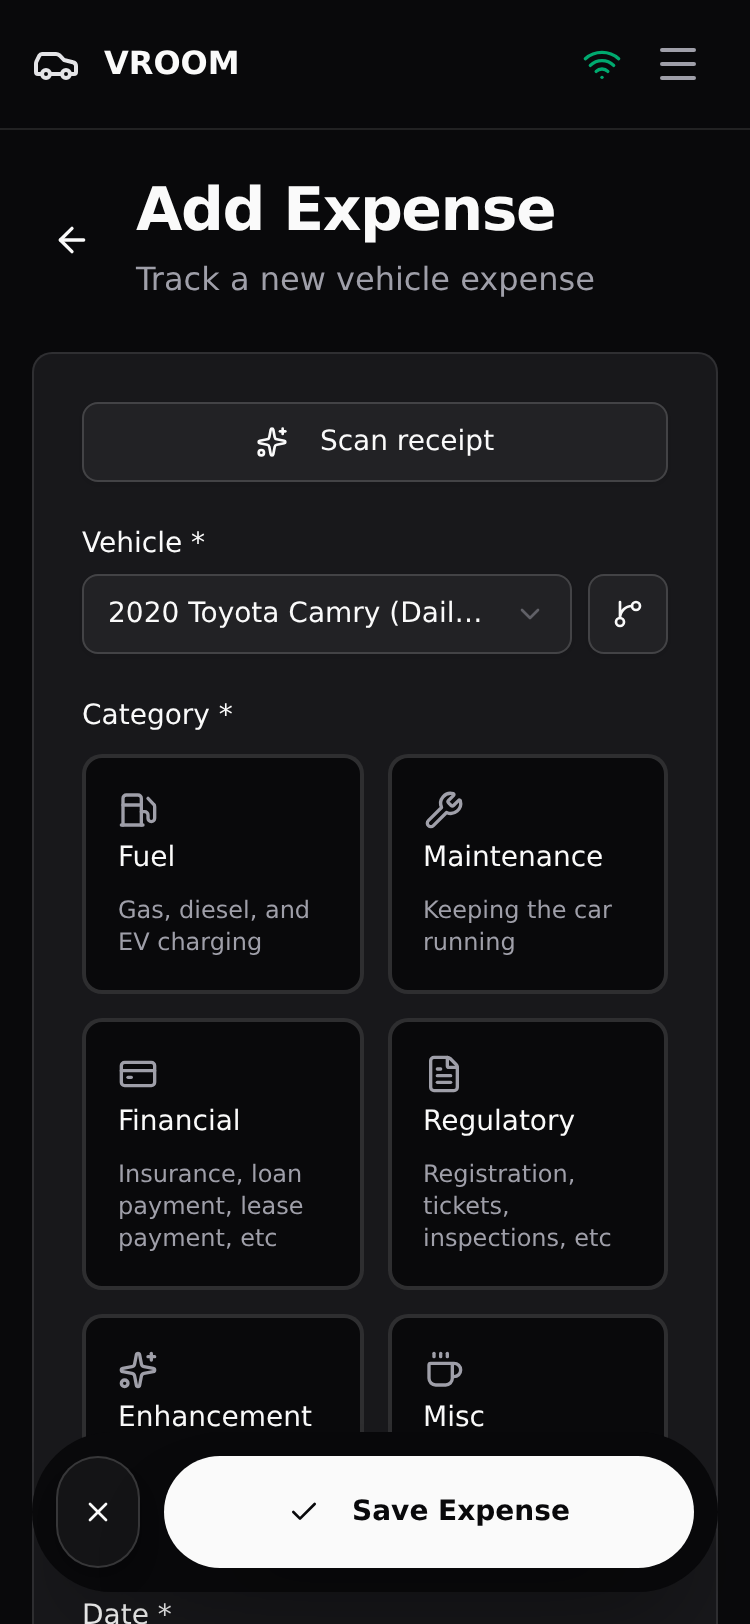 VROOM
Add Expense
Track a new vehicle expense
Scan receipt
Vehicle *
2020 Toyota Camry (Dail...
Category *
Fuel
Gas, diesel, and
EV charging
Maintenance
Keeping the car
running
Financial
Insurance, loan
payment, lease
payment, etc
Regulatory
Registration,
tickets,
inspections, etc
Enhancement
Misc
Save Expense
Date *